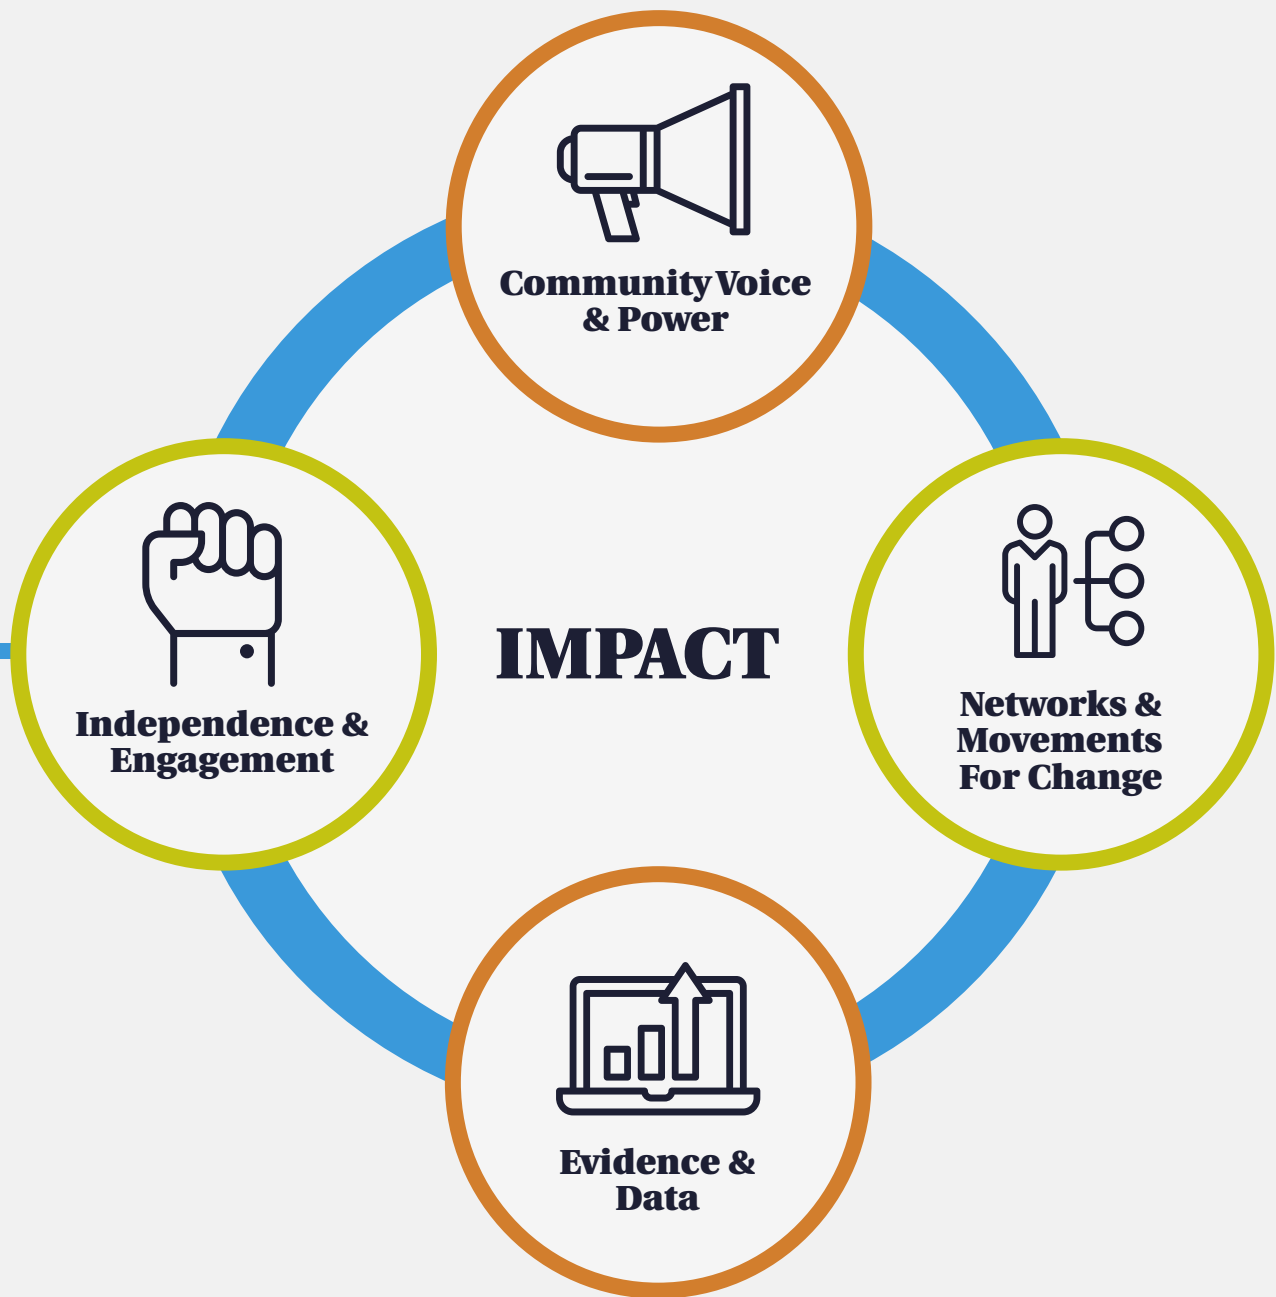 Community Voice
& Power
Independence &
Engagement
IMPACT
Networks &
Movements
For Change
Evidence &
Data